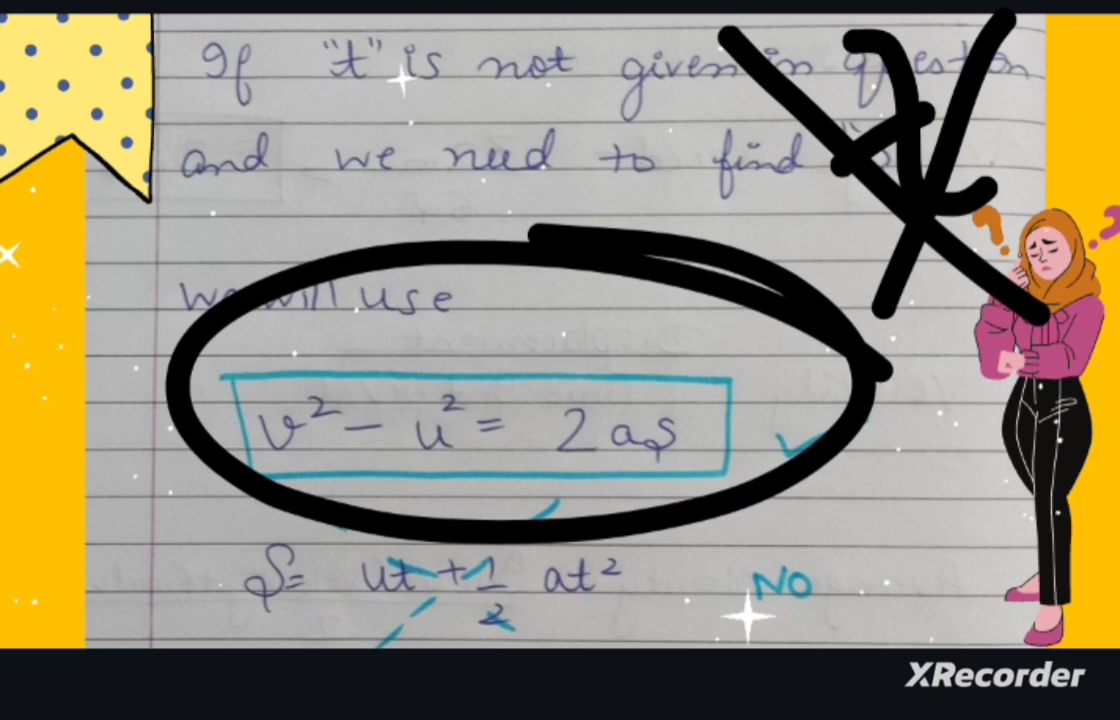 If "t" is not given in question
and we need to find "s
we will use
v² - u² = 2as
S = ut + 1/2 at²
NO
XRecorder